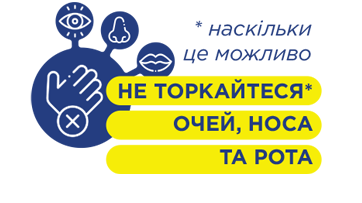 * наскільки
це можливо
НЕ ТОРКАЙТЕСЯ*
ОЧЕЙ, НОСА
ТА РОТА